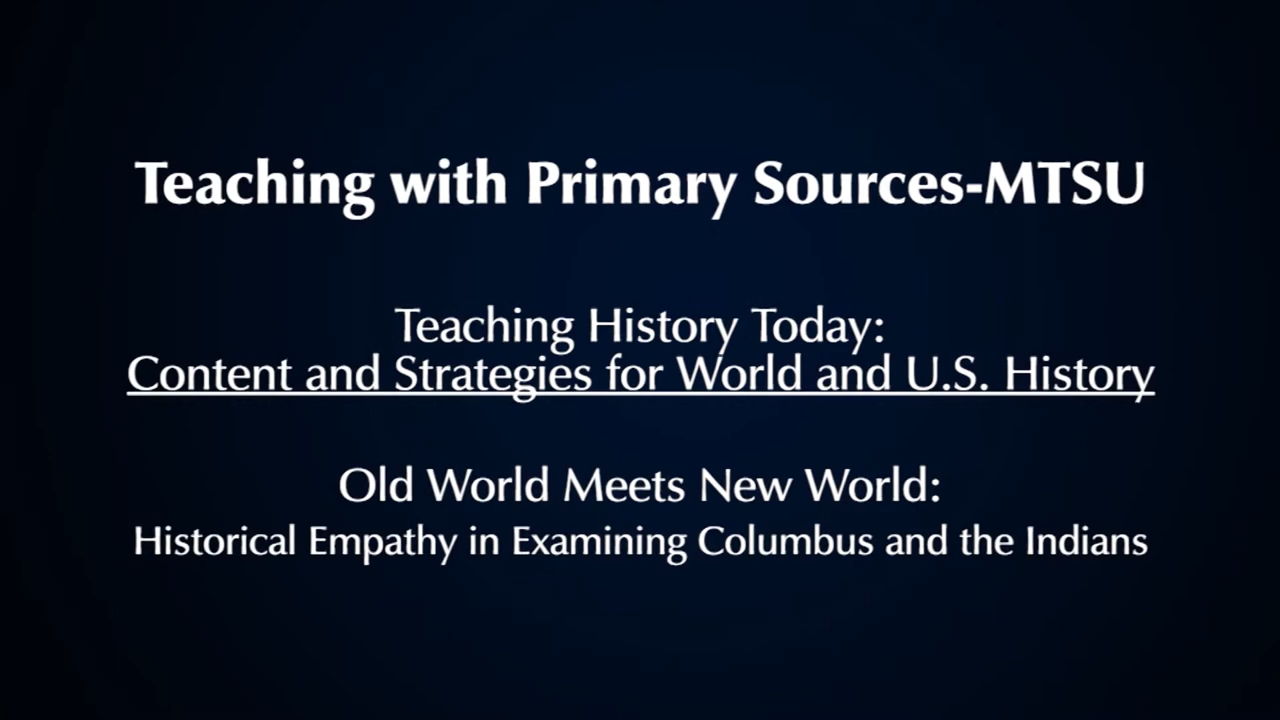 Teaching with Primary Sources-MTSU
Teaching History Today:
Content and Strategies for World and U.S. History
Old World Meets New World:
Historical Empathy in Examining Columbus and the Indians